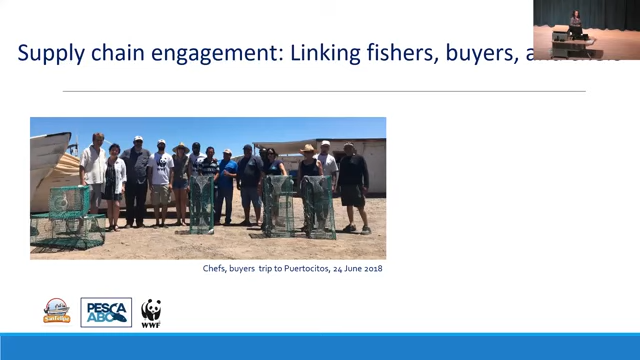 Supply chain engagement: Linking fishers, buyers, a
Chefs, buyers trip to Puertocitos, 24 June 2018
PESCA
ABC
WWF